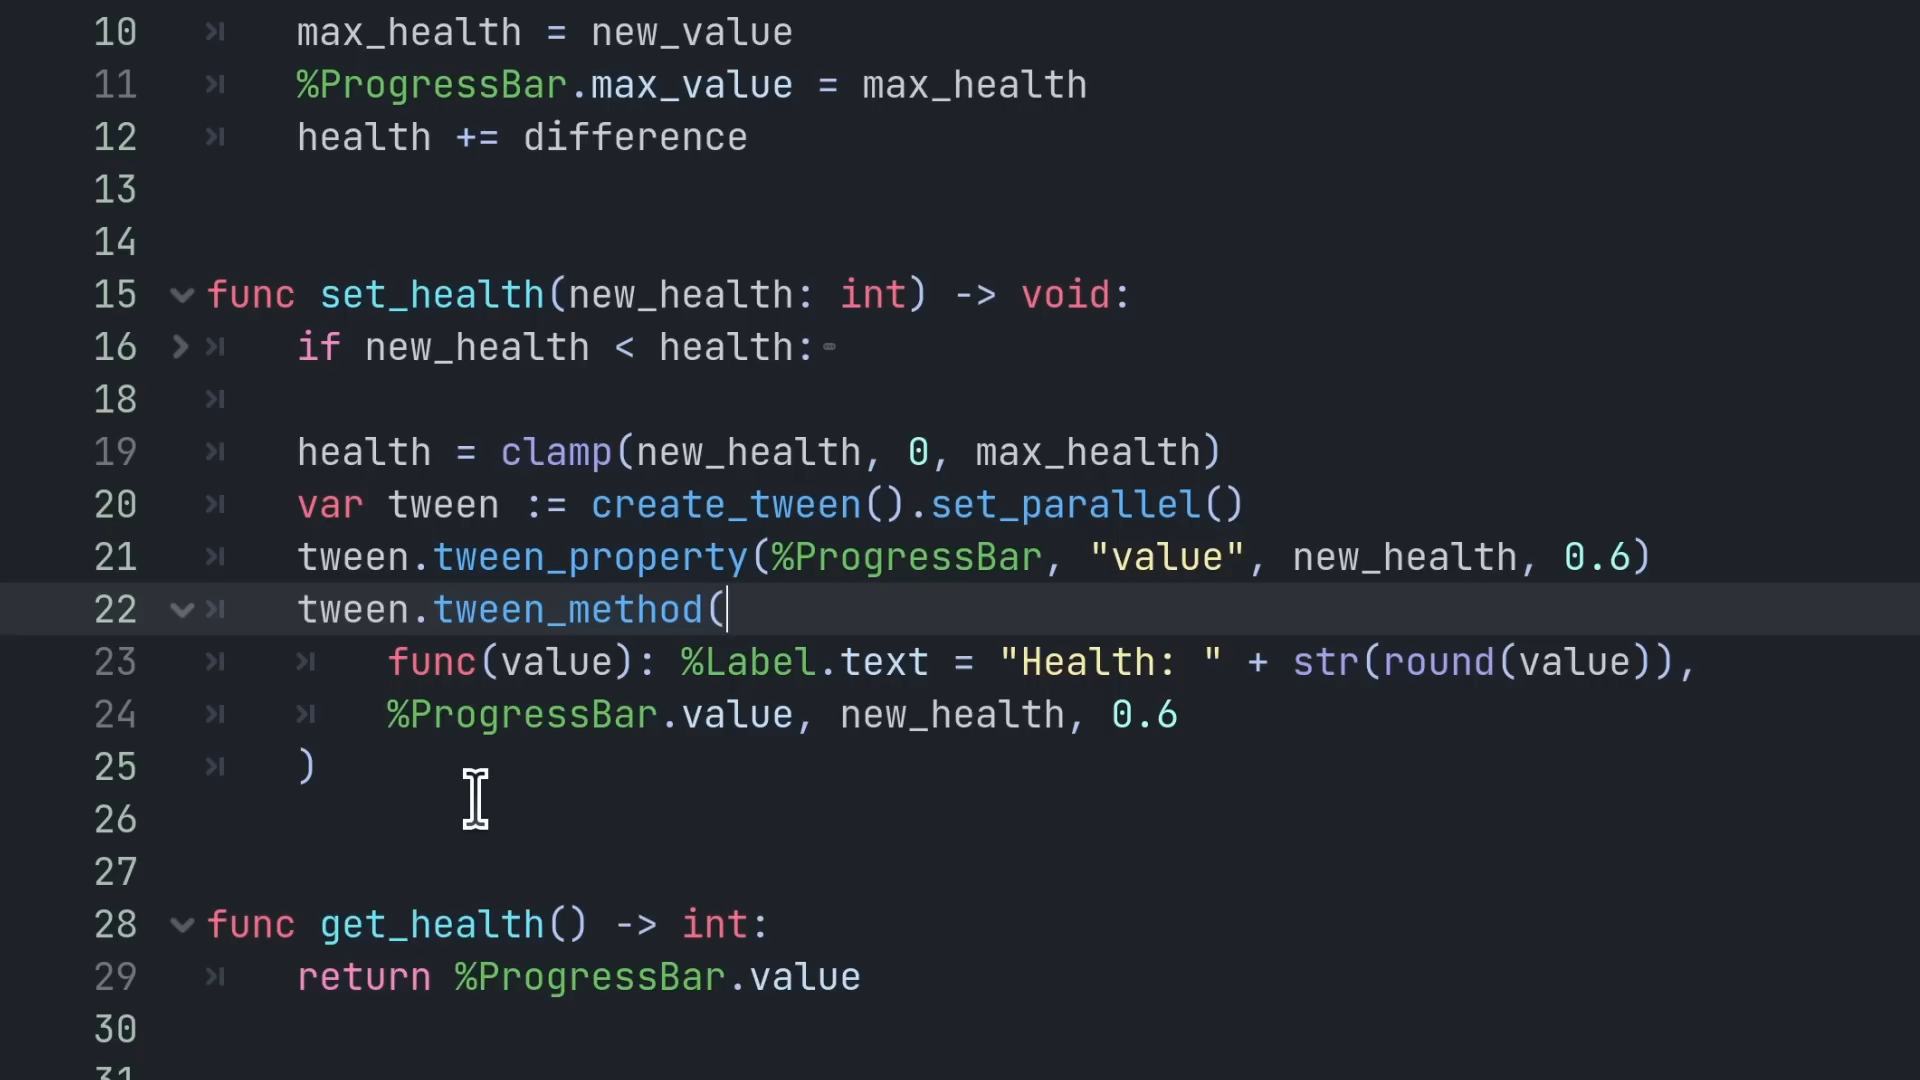 10 max_health = new_value
11 %ProgressBar.max_value = max_health
12 health += difference
13
14
15 func set_health(new_health: int) -> void:
16 if new_health < health:
18
19 health = clamp(new_health, 0, max_health)
20 var tween := create_tween().set_parallel()
21 tween.tween_property(%ProgressBar, "value", new_health, 0.6)
22 tween.tween_method(
23 func(value): %Label.text = "Health: " + str(round(value)),
24 %ProgressBar.value, new_health, 0.6
25 )
26
27
28 func get_health() -> int:
29 return %ProgressBar.value
30
31